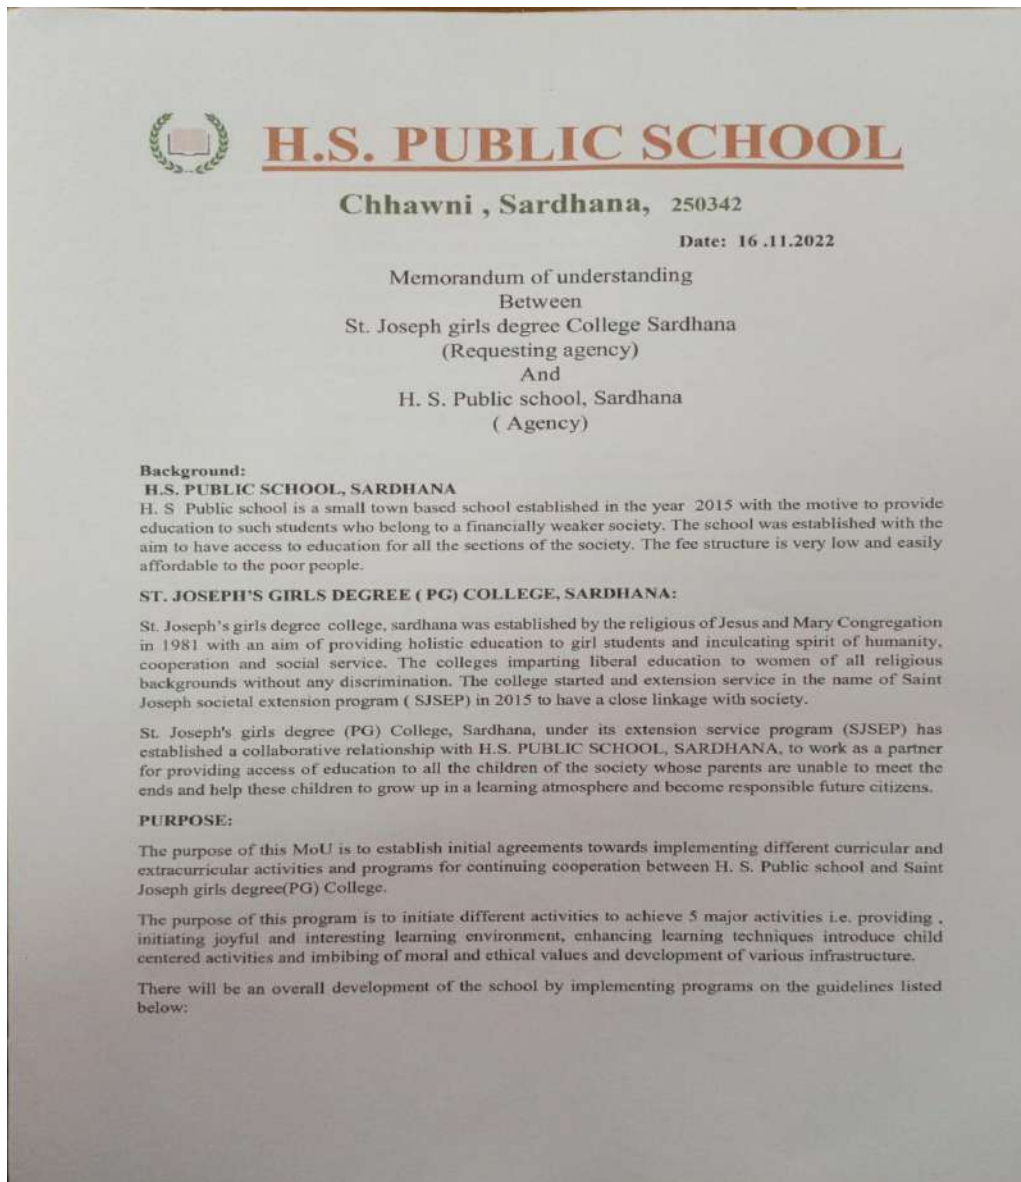 H.S. PUBLIC SCHOOL
Chhawni , Sardhana, 250342
Date: 16 .11.2022
Memorandum of understanding
Between
St. Joseph girls degree College Sardhana
(Requesting agency)
And
H. S. Public school, Sardhana
( Agency)
Background:
H.S. PUBLIC SCHOOL, SARDHANA
H. S Public school is a small town based school established in the year 2015 with the motive to provide
education to such students who belong to a financially weaker society. The school was established with the
aim to have access to education for all the sections of the society. The fee structure is very low and easily
affordable to the poor people.
ST. JOSEPH'S GIRLS DEGREE ( PG) COLLEGE, SARDHANA:
St. Joseph's girls degree college, sardhana was established by the religious of Jesus and Mary Congregation
in 1981 with an aim of providing holistic education to girl students and inculcating spirit of humanity,
cooperation and social service. The colleges imparting liberal education to women of all religious
backgrounds without any discrimination. The college started and extension service in the name of Saint
Joseph societal extension program ( SJSEP) in 2015 to have a close linkage with society.
St. Joseph's girls degree (PG) College, Sardhana, under its extension service program (SJSEP) has
established a collaborative relationship with H.S. PUBLIC SCHOOL, SARDHANA, to work as a partner
for providing access of education to all the children of the society whose parents are unable to meet the
ends and help these children to grow up in a learning atmosphere and become responsible future citizens.
PURPOSE:
The purpose of this MoU is to establish initial agreements towards implementing different curricular and
extracurricular activities and programs for continuing cooperation between H. S. Public school and Saint
Joseph girls degree(PG) College.
The purpose of this program is to initiate different activities to achieve 5 major activities i.e. providing ,
initiating joyful and interesting learning environment, enhancing learning techniques introduce child
centered activities and imbibing of moral and ethical values and development of various infrastructure.
There will be an overall development of the school by implementing programs on the guidelines listed
below: